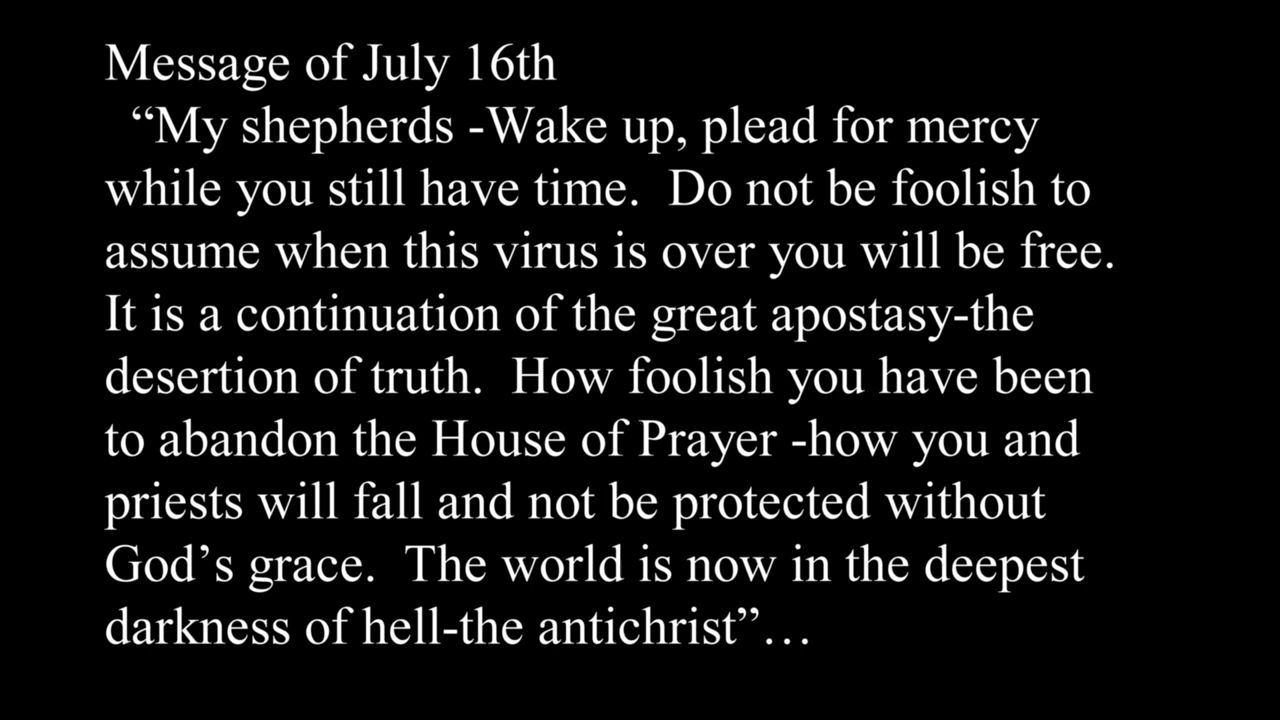 Message of July 16th
“My shepherds -Wake up, plead for mercy
while you still have time.  Do not be foolish to
assume when this virus is over you will be free.
It is a continuation of the great apostasy-the
desertion of truth.  How foolish you have been
to abandon the House of Prayer -how you and
priests will fall and not be protected without
God’s grace.  The world is now in the deepest
darkness of hell-the antichrist”…